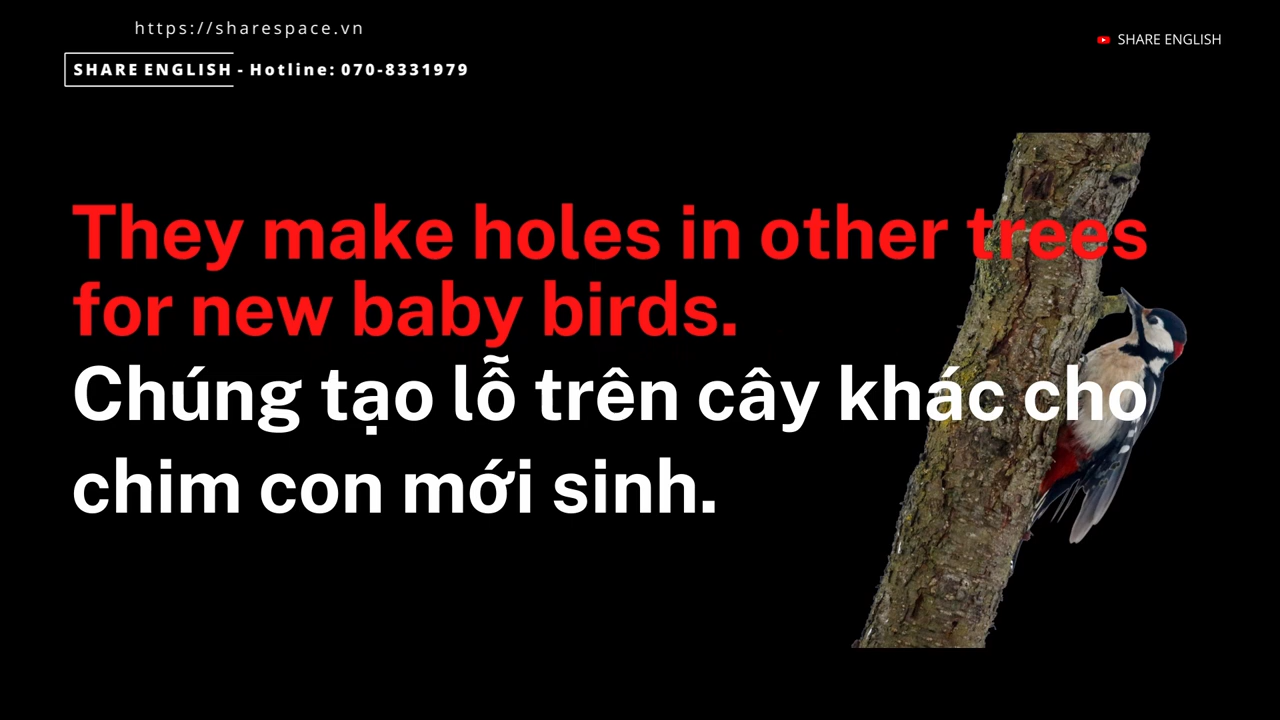 https://sharespace.vn
SHARE ENGLISH - Hotline: 070-8331979
SHARE ENGLISH
They make holes in other trees
for new baby birds.
Chúng tạo lỗ trên cây khác cho
chim con mới sinh.